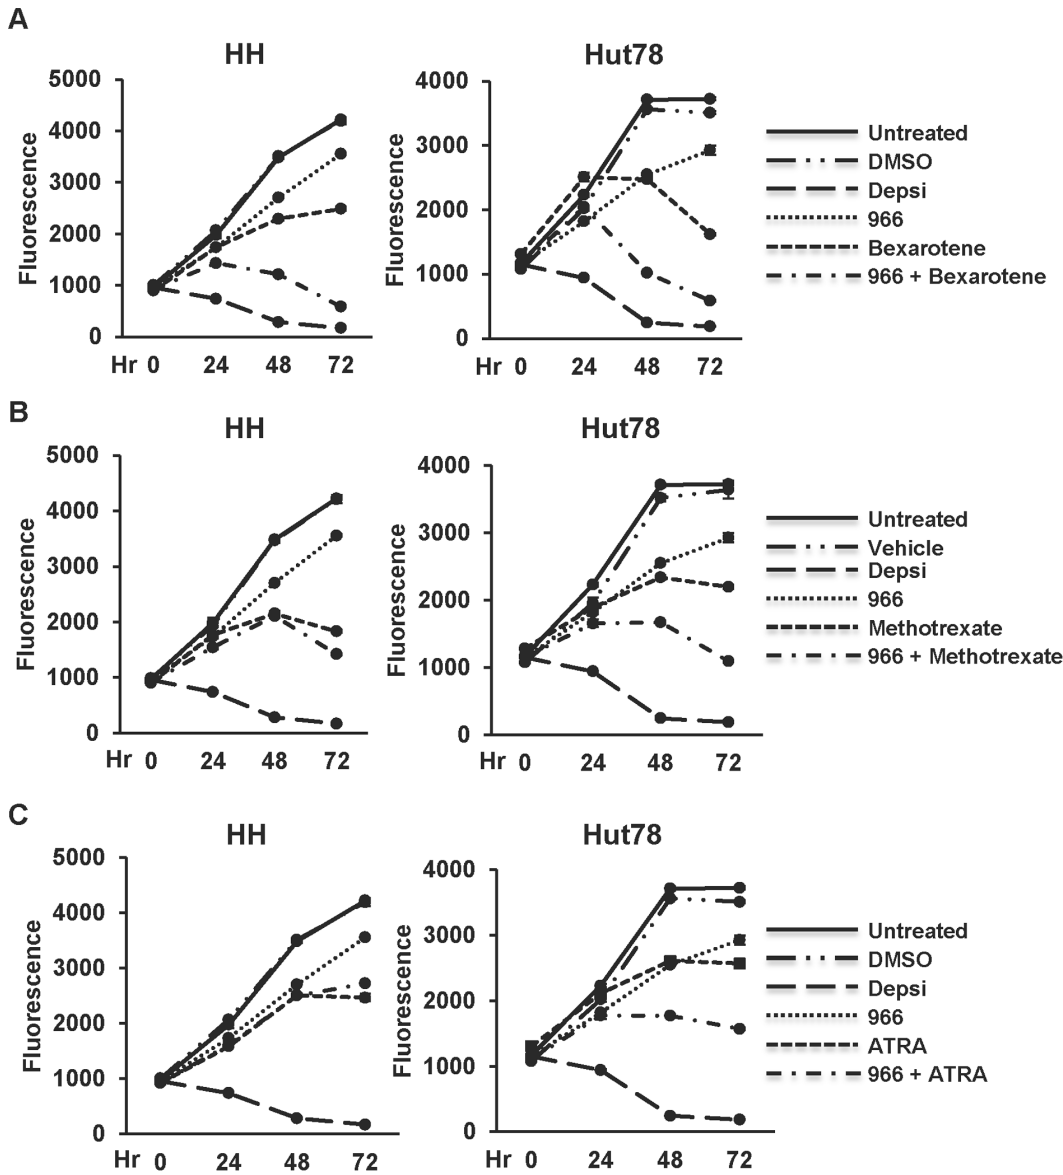 A
HH
Hut78
Fluorescence
5000
4000
3000
2000
1000
0
Hr 0 24 48 72
Fluorescence
4000
3000
2000
1000
0
Hr 0 24 48 72
Untreated
DMSO
Depsi
966
Bexarotene
966 + Bexarotene
B
HH
Hut78
Fluorescence
5000
4000
3000
2000
1000
0
Hr 0 24 48 72
Fluorescence
4000
3000
2000
1000
0
Hr 0 24 48 72
Untreated
Vehicle
Depsi
966
Methotrexate
966 + Methotrexate
C
HH
Hut78
Fluorescence
5000
4000
3000
2000
1000
0
Hr 0 24 48 72
Fluorescence
4000
3000
2000
1000
0
Hr 0 24 48 72
Untreated
DMSO
Depsi
966
ATRA
966 + ATRA